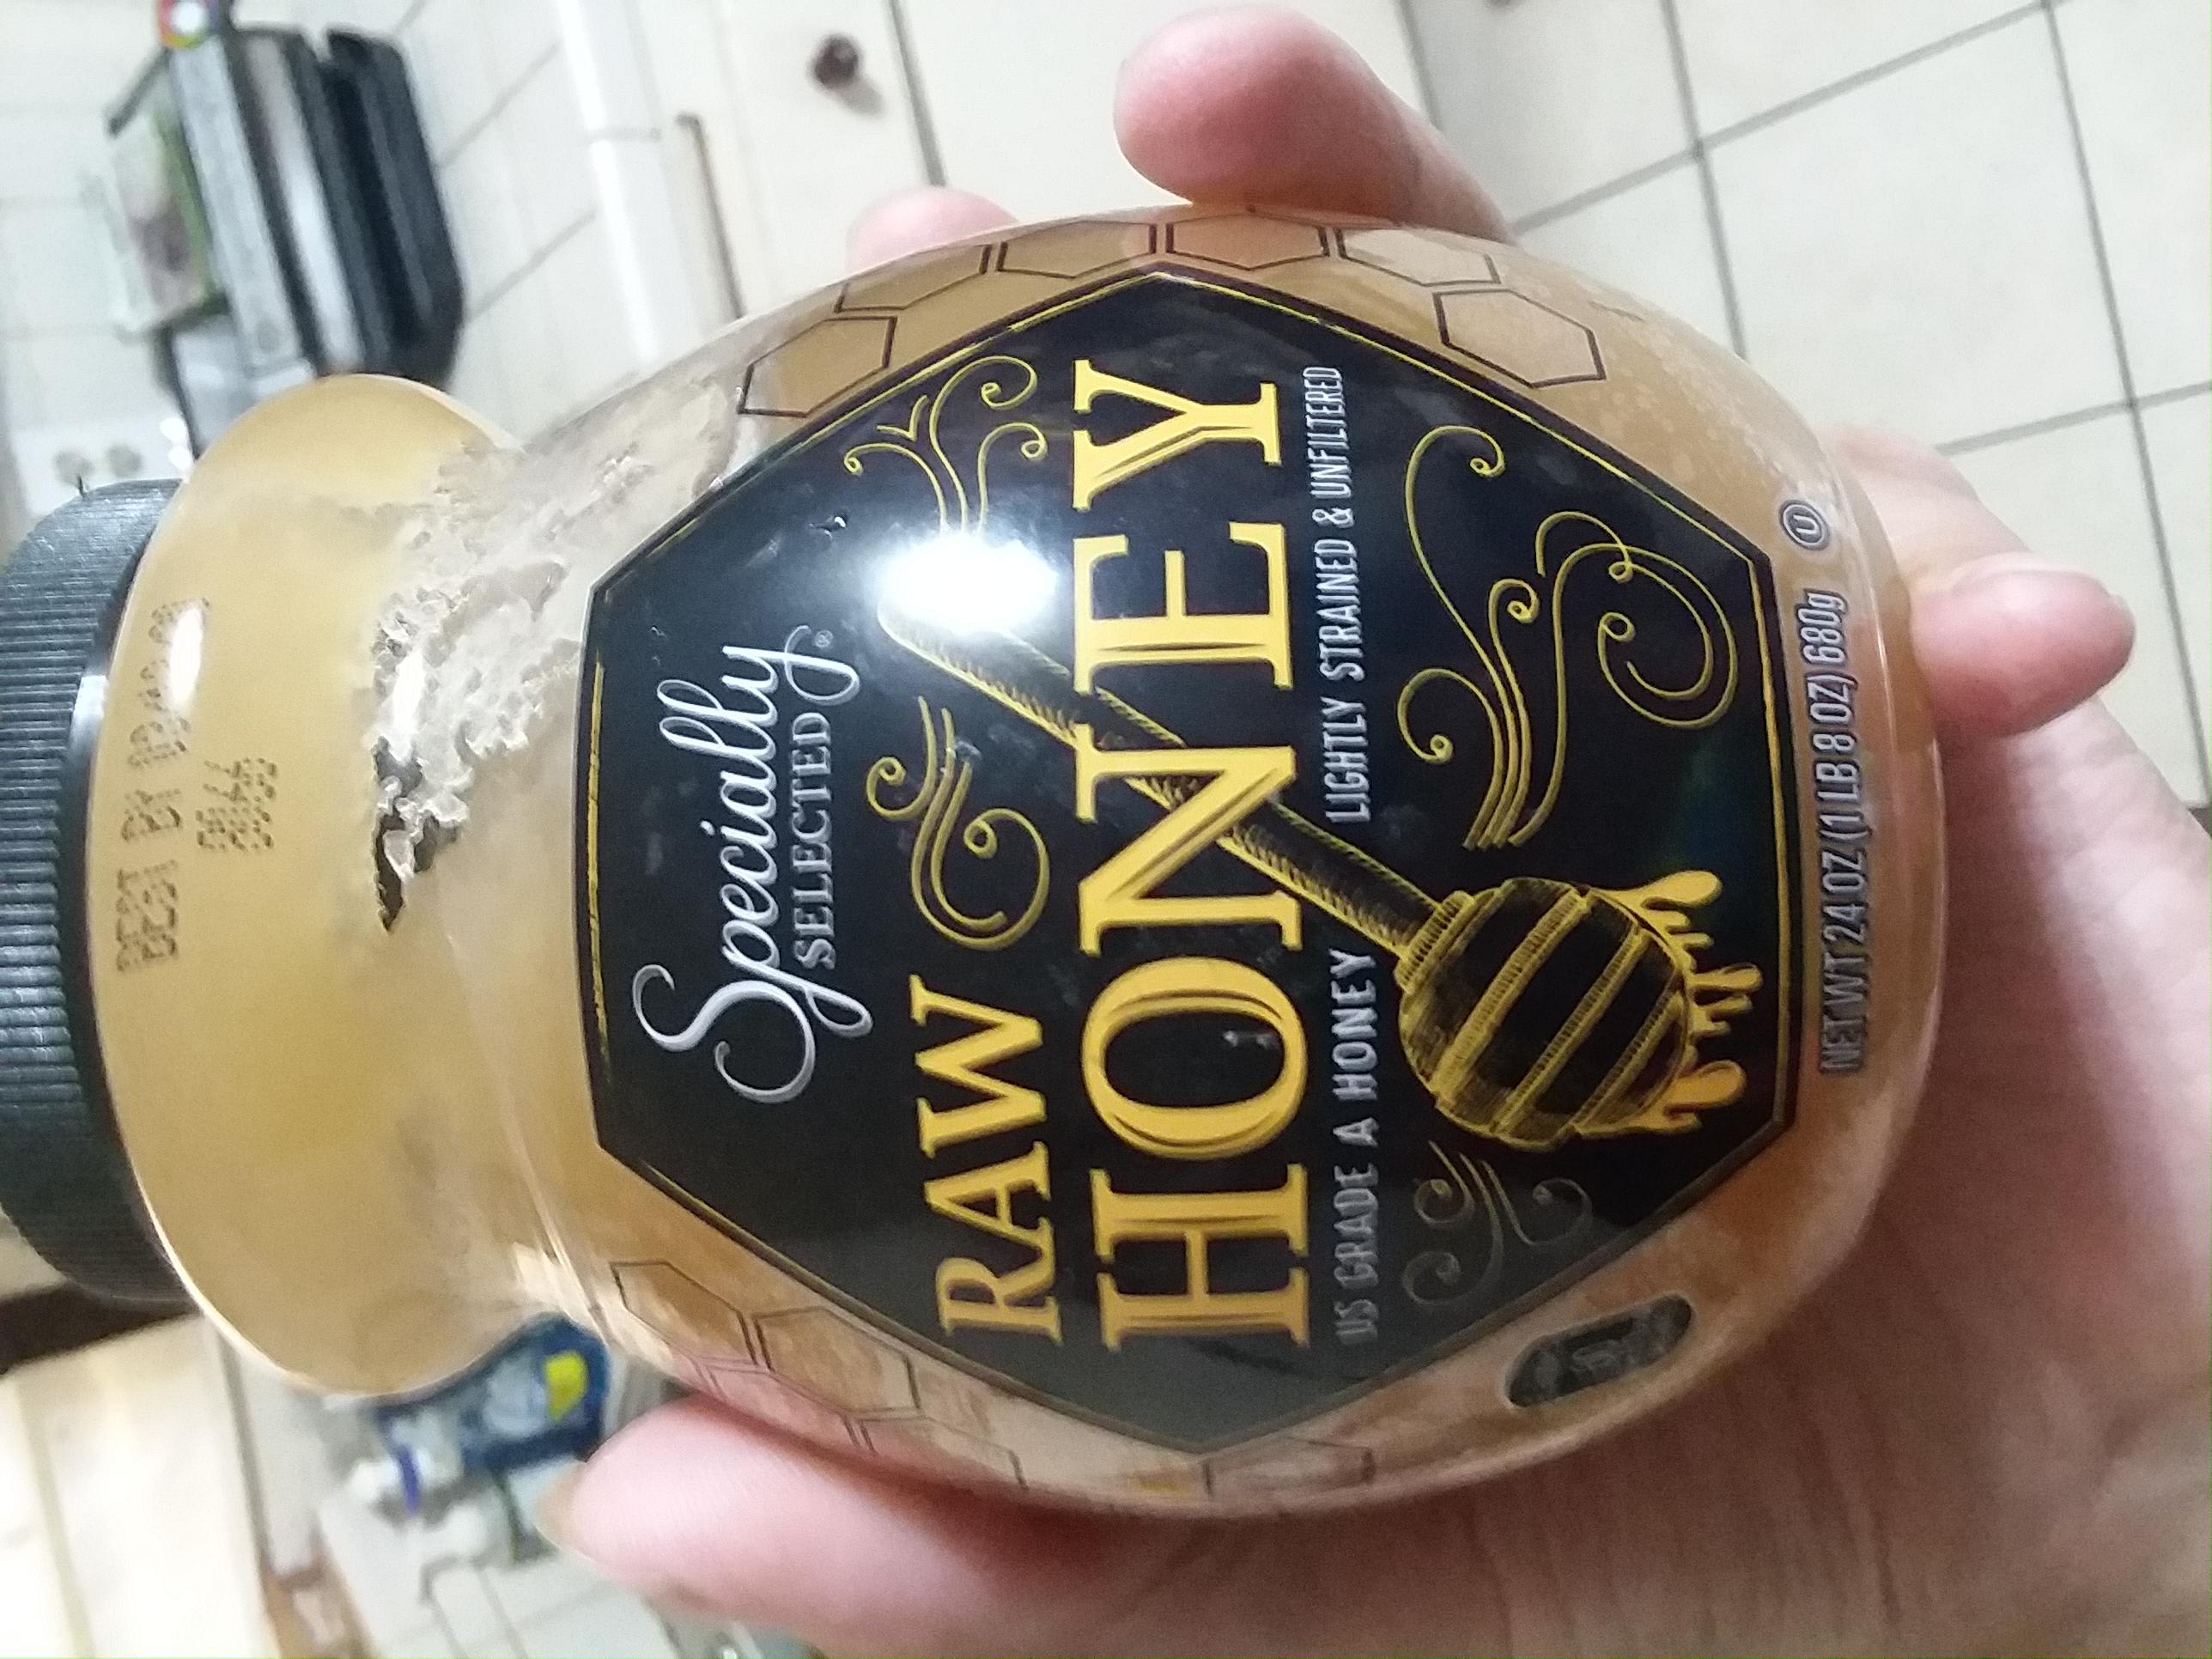 BEST BY
Specially
SELECTED®
RAW
HONEY
US GRADE A HONEY LIGHTLY STRAINED & UNFILTERED
NET WT 24 OZ (1 LB 8 OZ) 680g U